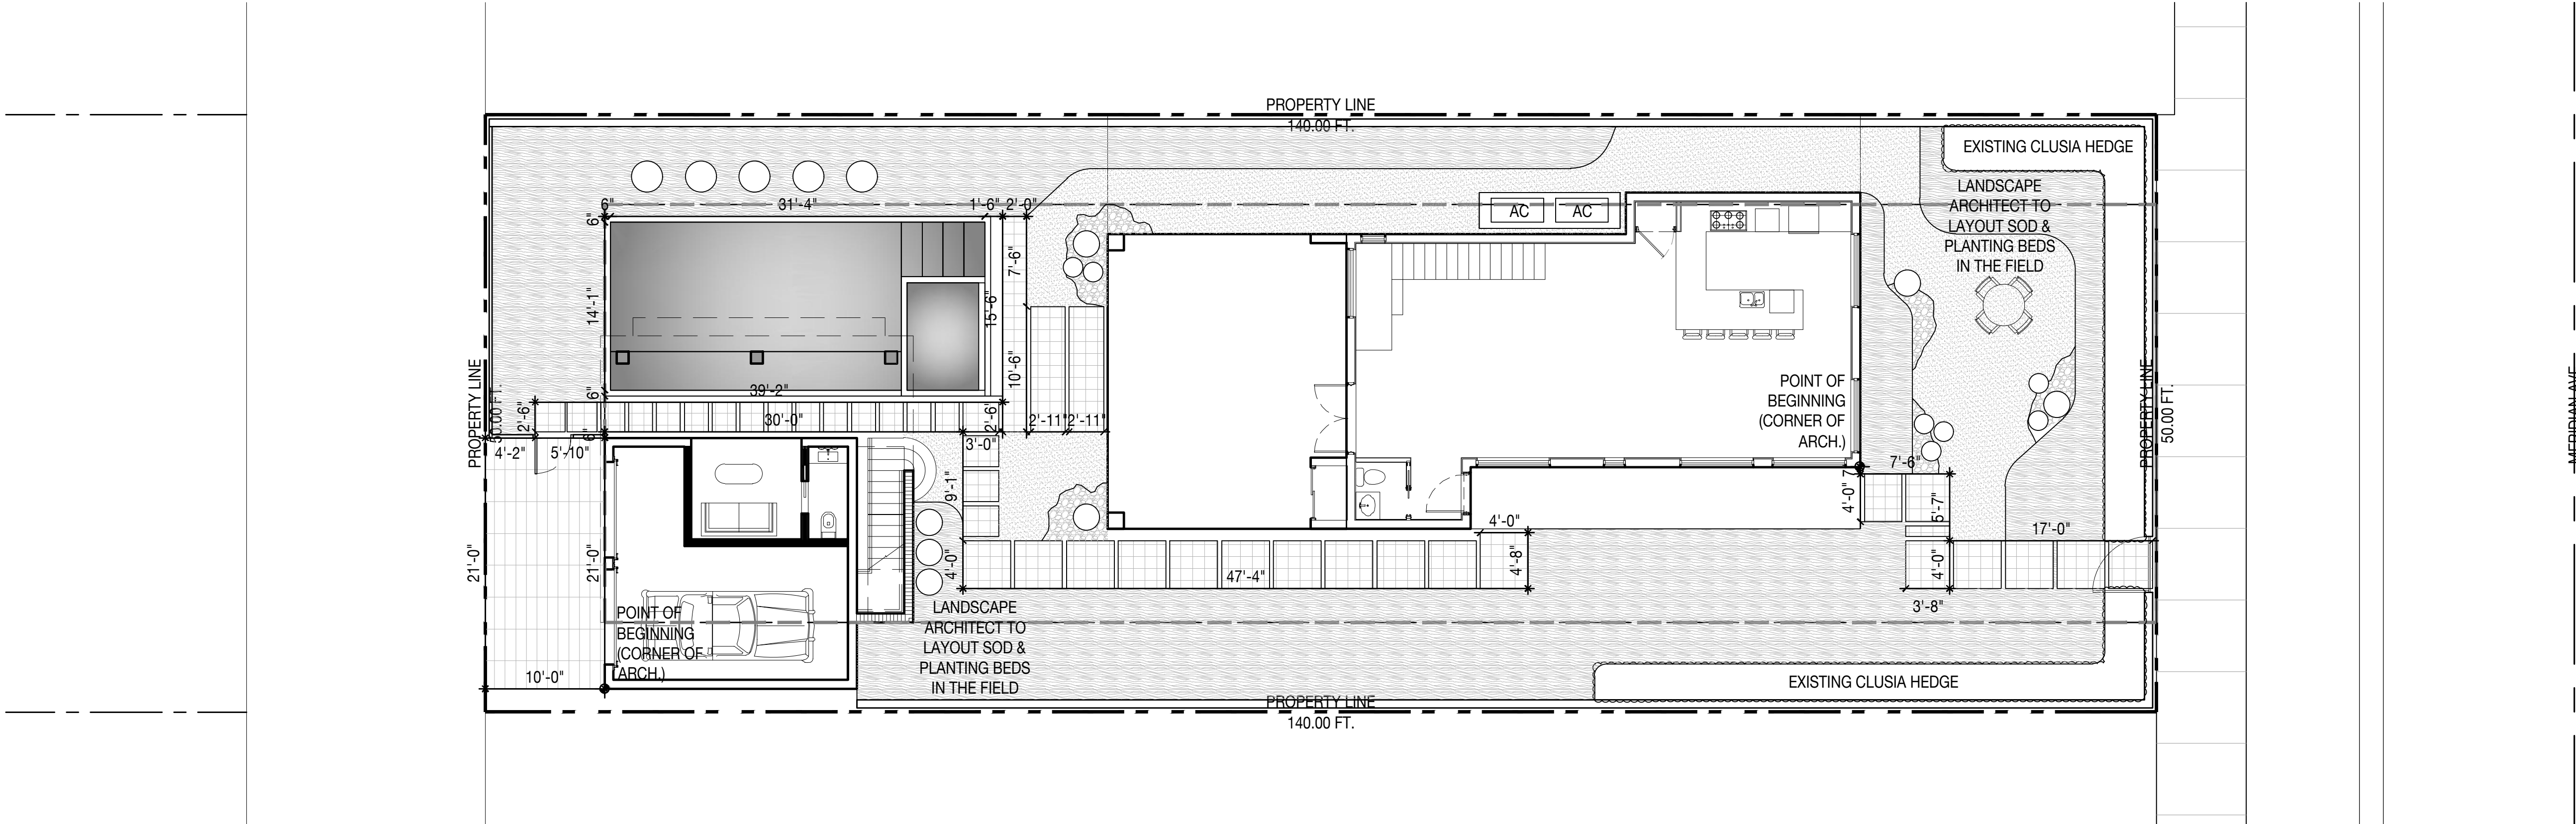 PROPERTY LINE
140.00 FT.
EXISTING CLUSIA HEDGE
LANDSCAPE
ARCHITECT TO
LAYOUT SOD &
PLANTING BEDS
IN THE FIELD
6"
31'-4"
1'-6"
2'-0"
6"
AC
AC
7'-6"
14'-1"
15'-6"
10'-6"
39'-2"
6"
2'-6"
30'-0"
2'-6"
2'-11"
2'-11"
PROPERTY LINE
50.00 FT.
4'-2"
5'-10"
6"
3'-0"
9'-1"
POINT OF
BEGINNING
(CORNER OF
ARCH.)
7'-6"
4'-0"
5'-7"
PROPERTY LINE
50.00 FT.
MERIDIAN AVE
21'-0"
21'-0"
4'-0"
47'-4"
4'-0"
4'-8"
17'-0"
4'-0"
3'-8"
POINT OF
BEGINNING
(CORNER OF
ARCH.)
10'-0"
LANDSCAPE
ARCHITECT TO
LAYOUT SOD &
PLANTING BEDS
IN THE FIELD
EXISTING CLUSIA HEDGE
PROPERTY LINE
140.00 FT.